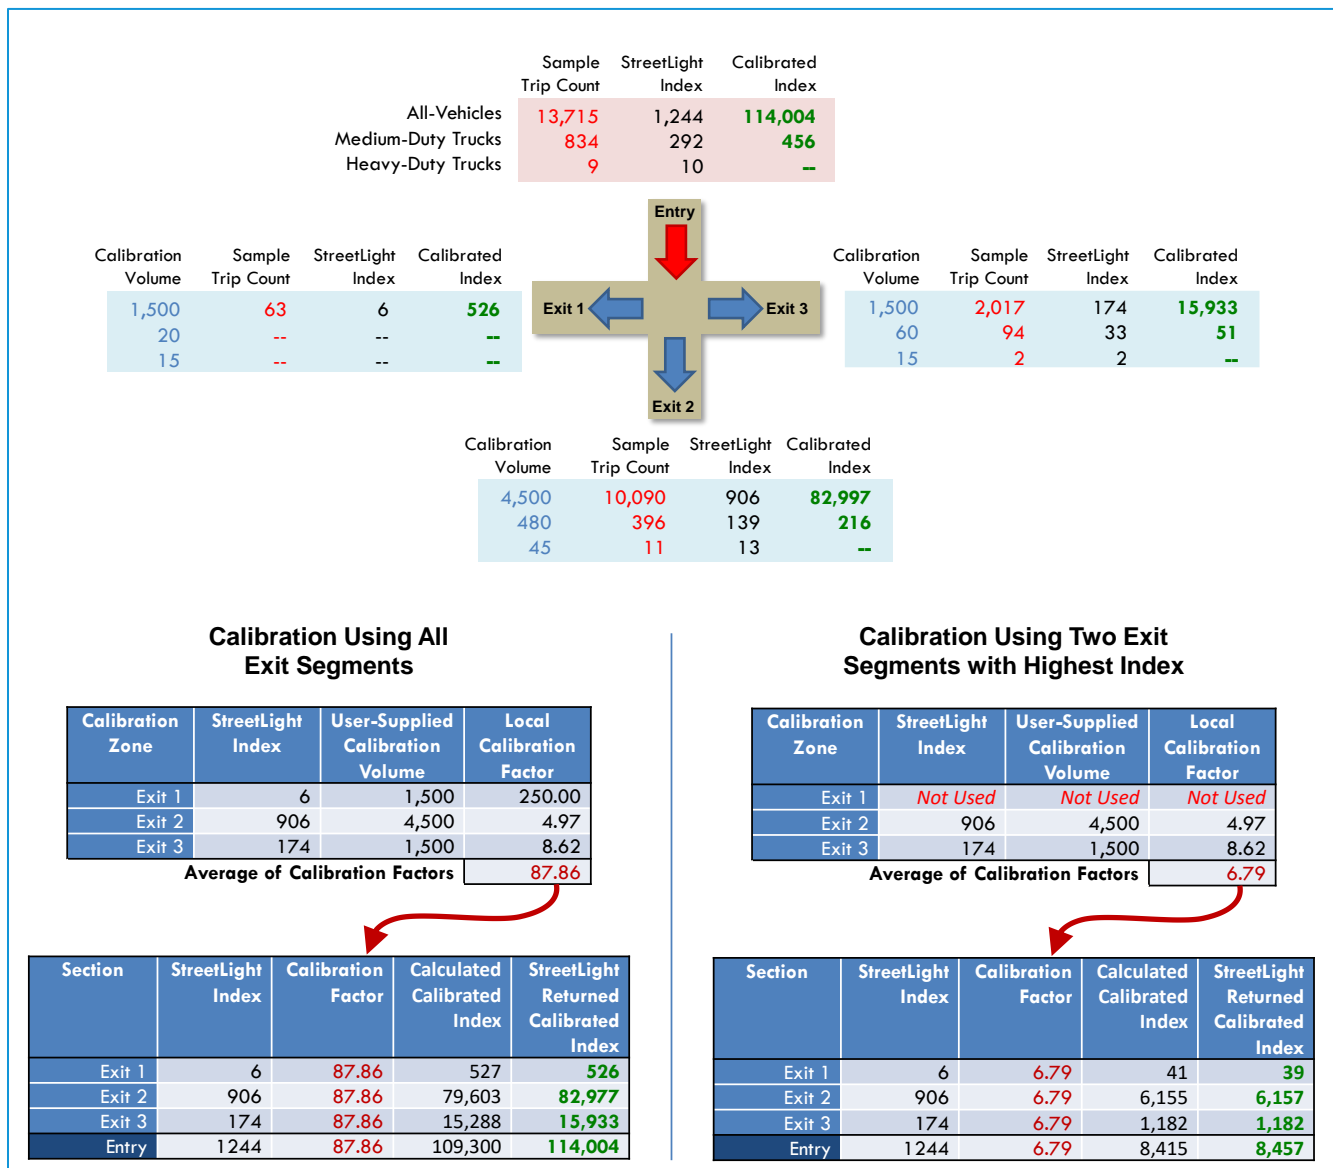 Sample StreetLight Calibrated
Trip Count Index Index
All-Vehicles 13,715 1,244 114,004
Medium-Duty Trucks 834 292 456
Heavy-Duty Trucks 9 10 --
Entry
Calibration Sample StreetLight Calibrated
Volume Trip Count Index Index
1,500 63 6 526
20 -- -- --
15 -- -- --
Exit 1
Exit 3
Calibration Sample StreetLight Calibrated
Volume Trip Count Index Index
1,500 2,017 174 15,933
60 94 33 51
15 2 2 --
Exit 2
Calibration Sample StreetLight Calibrated
Volume Trip Count Index Index
4,500 10,090 906 82,997
480 396 139 216
45 11 13 --
Calibration Using All
Exit Segments
Calibration StreetLight User-Supplied Local
Zone Index Calibration Calibration
Volume Factor
Exit 1 6 1,500 250.00
Exit 2 906 4,500 4.97
Exit 3 174 1,500 8.62
Average of Calibration Factors 87.86
Section StreetLight Calibration Calculated StreetLight
Index Factor Calibrated Returned
Index Calibrated
Index
Exit 1 6 87.86 527 526
Exit 2 906 87.86 79,603 82,977
Exit 3 174 87.86 15,288 15,933
Entry 1244 87.86 109,300 114,004
Calibration Using Two Exit
Segments with Highest Index
Calibration StreetLight User-Supplied Local
Zone Index Calibration Calibration
Volume Factor
Exit 1 Not Used Not Used Not Used
Exit 2 906 4,500 4.97
Exit 3 174 1,500 8.62
Average of Calibration Factors 6.79
Section StreetLight Calibration Calculated StreetLight
Index Factor Calibrated Returned
Index Calibrated
Index
Exit 1 6 6.79 41 39
Exit 2 906 6.79 6,155 6,157
Exit 3 174 6.79 1,182 1,182
Entry 1244 6.79 8,415 8,457